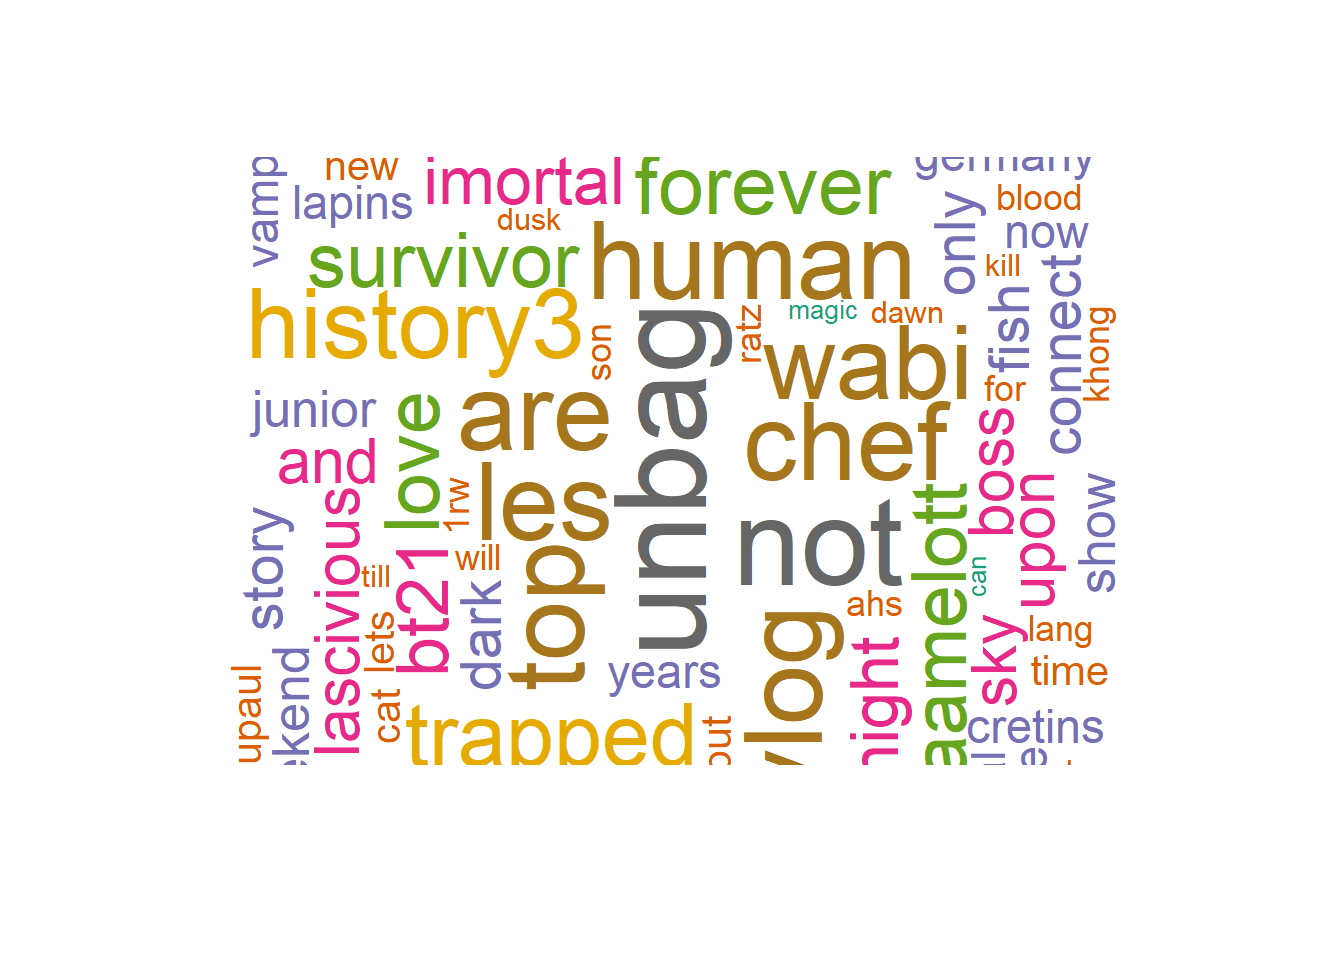 new
imortal
forever
germany
vamp
lapins
dusk
only
blood
now
survivor
human
kill
history3
son
unbag
ratz
magic
dawn
fish
connect
khong
wabi
junior
love
are
for
chef
boss
and
les
1rw
not
aamelott
upon
show
story
lascivious
till
bt21
will
top
can
lets
dark
ahs
sky
lang
upaul
kend
cat
years
vlog
night
time
trapped
out
cretins